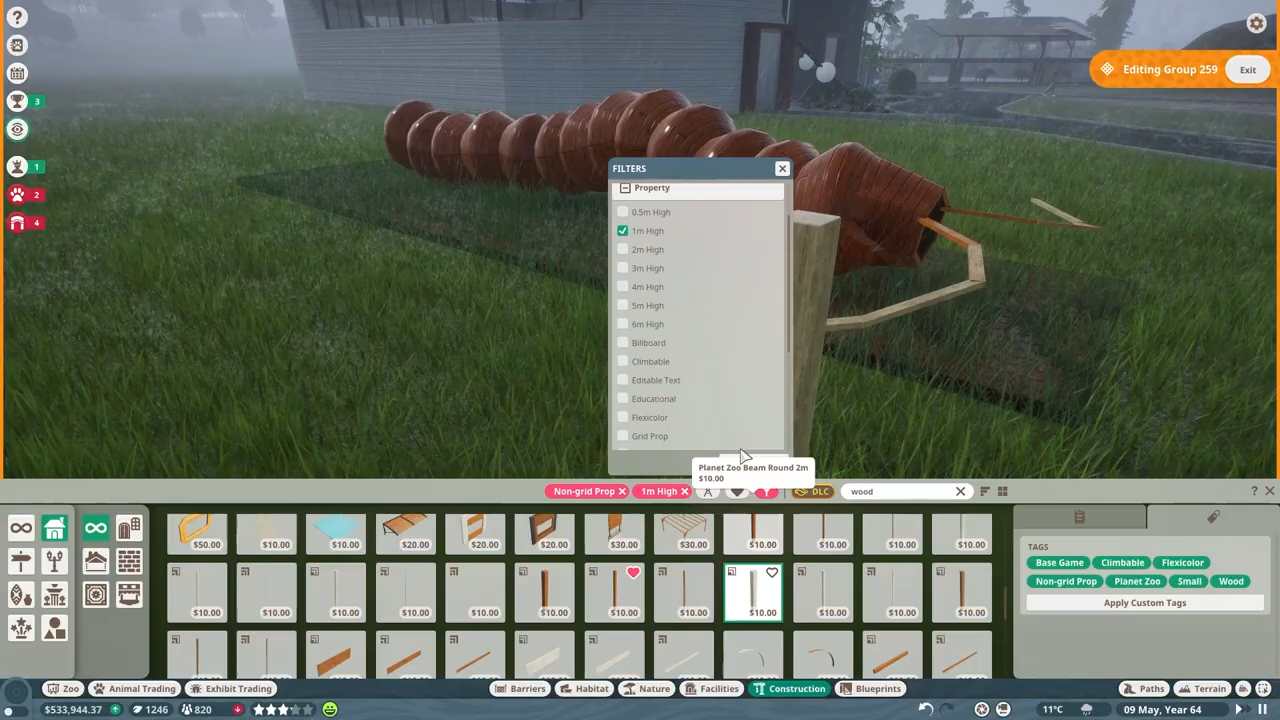 ?
Editing Group 259
Exit
3
1
2
4
FILTERS
Property
0.5m High
1m High
2m High
3m High
4m High
5m High
6m High
Billboard
Climbable
Editable Text
Educational
Flexicolor
Grid Prop
Planet Zoo Beam Round 2m
$10.00
Non-grid Prop
1m High
DLC
wood
?
$50.00 $10.00 $10.00 $20.00 $20.00 $20.00 $30.00 $30.00 $10.00 $10.00 $10.00 $10.00
$10.00 $10.00 $10.00 $10.00 $10.00 $10.00 $10.00 $10.00 $10.00 $10.00 $10.00 $10.00
TAGS
Base Game Climbable Flexicolor
Non-grid Prop Planet Zoo Small Wood
Apply Custom Tags
Zoo Animal Trading Exhibit Trading Barriers Habitat Nature Facilities Construction Blueprints Paths Terrain
$533,944.37 1246 820 11°C 09 May, Year 64